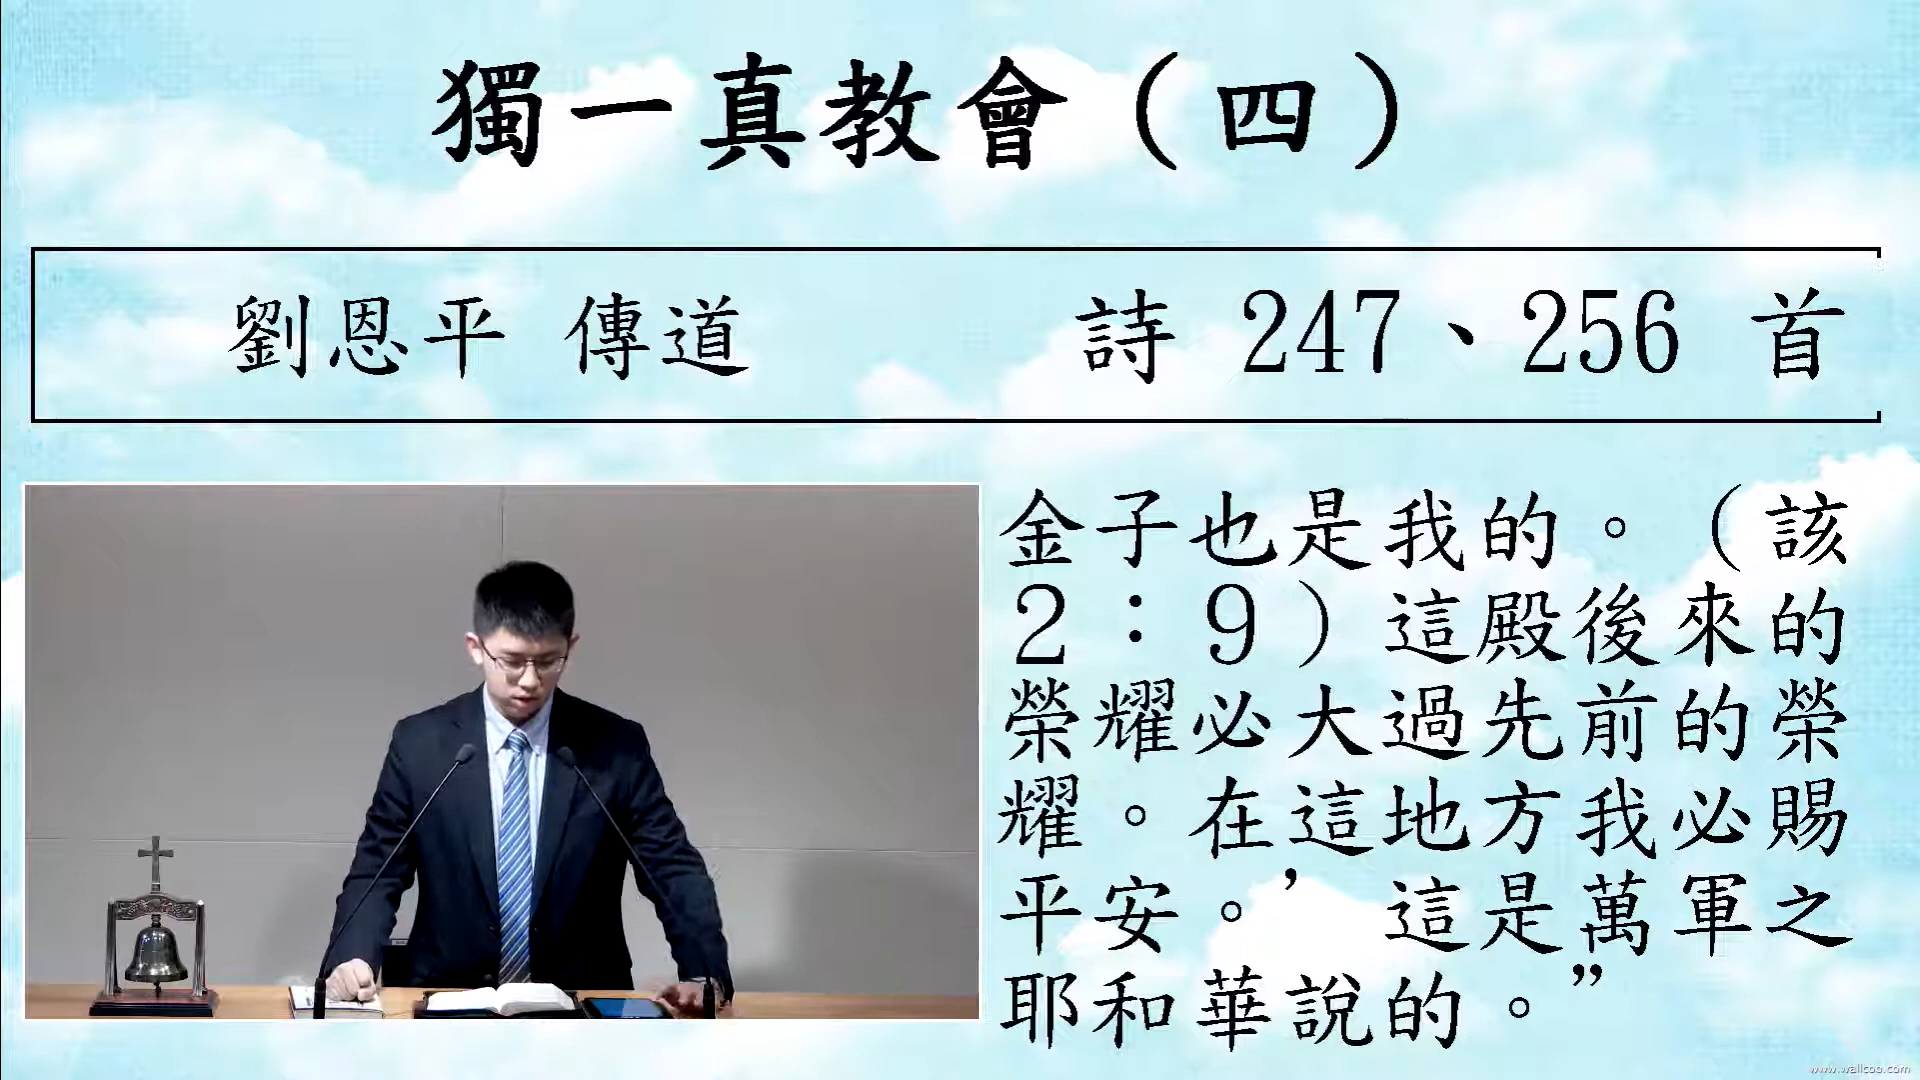 獨一真教會（四）
劉恩平 傳道 詩 247、256 首
金子也是我的。（該
2：9）這殿後來的
榮耀必大過先前的榮
耀。在這地方我必賜
平安。’ 這是萬軍之
耶和華說的。”
www.wallcoo.com